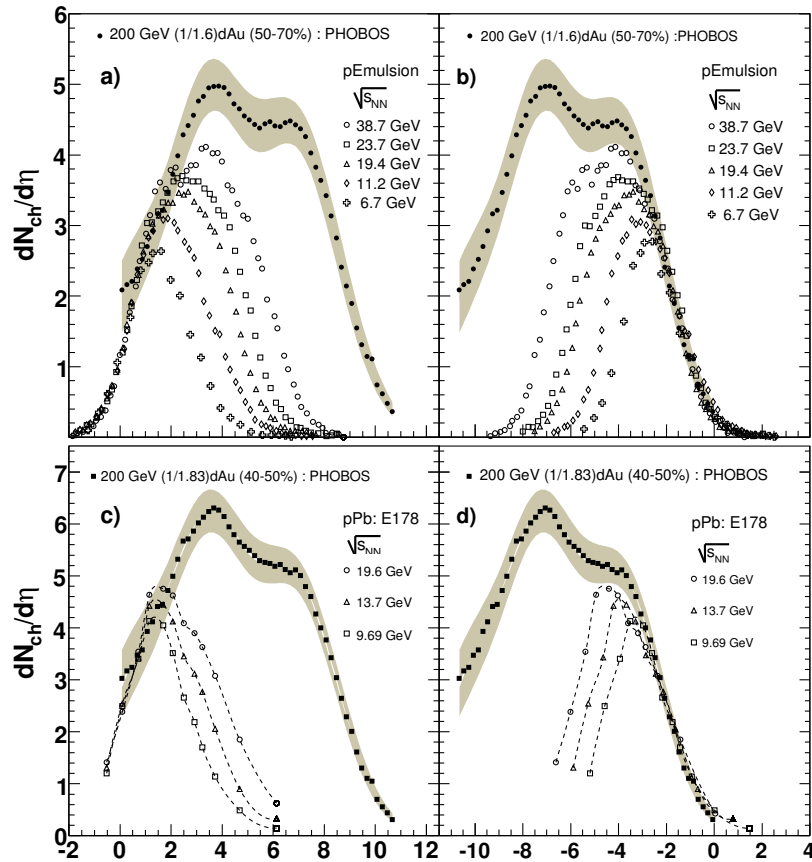 200 GeV (1/1.6)dAu (50-70%) : PHOBOS
200 GeV (1/1.6)dAu (50-70%) :PHOBOS
a)
pEmulsion
√sNN
38.7 GeV
23.7 GeV
19.4 GeV
11.2 GeV
6.7 GeV
b)
pEmulsion
√sNN
38.7 GeV
23.7 GeV
19.4 GeV
11.2 GeV
6.7 GeV
dNch/dη
6
5
4
3
2
1
200 GeV (1/1.83)dAu (40-50%) : PHOBOS
200 GeV (1/1.83)dAu (40-50%) : PHOBOS
c)
pPb: E178
√sNN
19.6 GeV
13.7 GeV
9.69 GeV
d)
pPb: E178
√sNN
19.6 GeV
13.7 GeV
9.69 GeV
dNch/dη
7
6
5
4
3
2
1
0
-2 0 2 4 6 8 10 12
-10 -8 -6 -4 -2 0 2 4